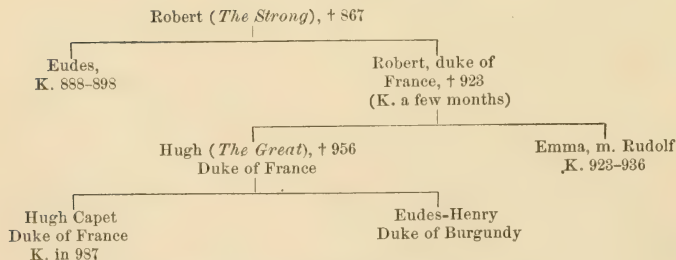 Robert (The Strong), † 867
Eudes,
K. 888–898
Robert, duke of
France, † 923
(K. a few months)
Hugh (The Great), † 956
Duke of France
Emma, m. Rudolf
K. 923–936
Hugh Capet
Duke of France
K. in 987
Eudes-Henry
Duke of Burgundy